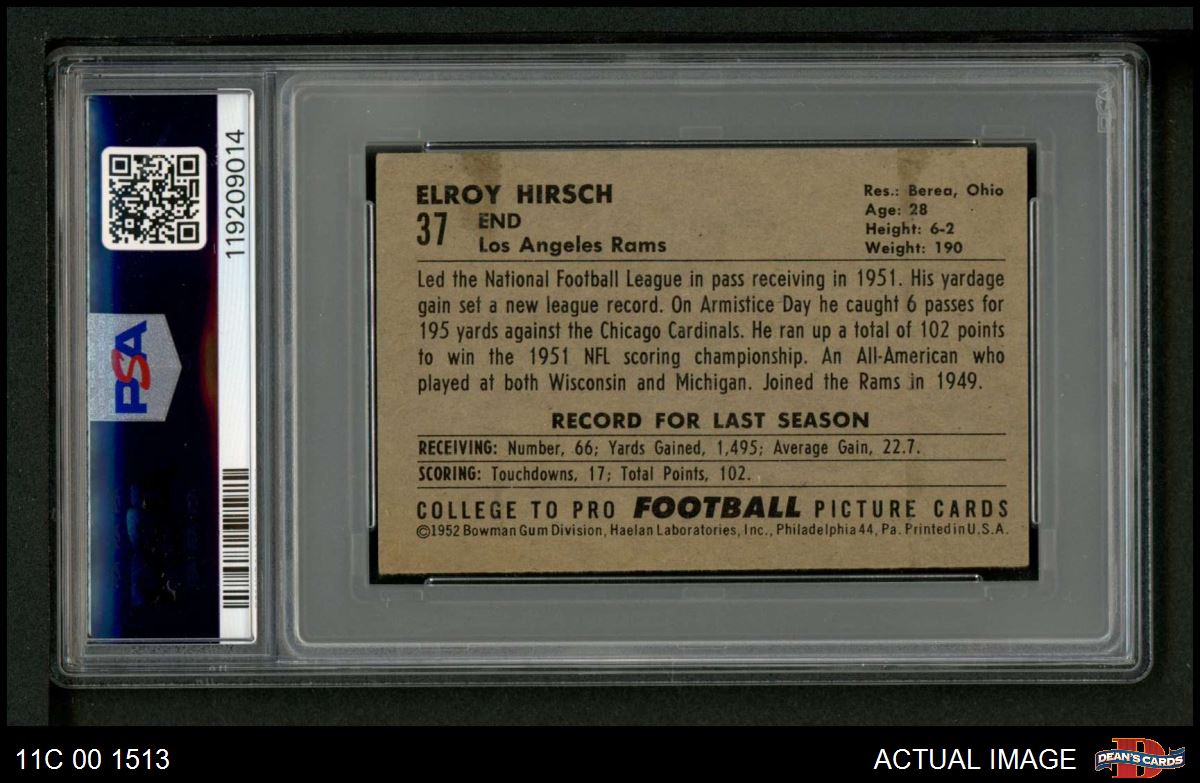 PSA
119209014
ELROY HIRSCH
37
END
Los Angeles Rams
Res.: Berea, Ohio
Age: 28
Height: 6-2
Weight: 190
Led the National Football League in pass receiving in 1951. His yardage
gain set a new league record. On Armistice Day he caught 6 passes for
195 yards against the Chicago Cardinals. He ran up a total of 102 points
to win the 1951 NFL scoring championship. An All-American who
played at both Wisconsin and Michigan. Joined the Rams in 1949.
RECORD FOR LAST SEASON
RECEIVING: Number, 66; Yards Gained, 1,495; Average Gain, 22.7.
SCORING: Touchdowns, 17; Total Points, 102.
COLLEGE TO PRO FOOTBALL PICTURE CARDS
©1952 Bowman Gum Division, Haelan Laboratories, Inc., Philadelphia 44, Pa. Printed in U.S.A.
11C 00 1513
ACTUAL IMAGE
D
DEAN'S CARDS